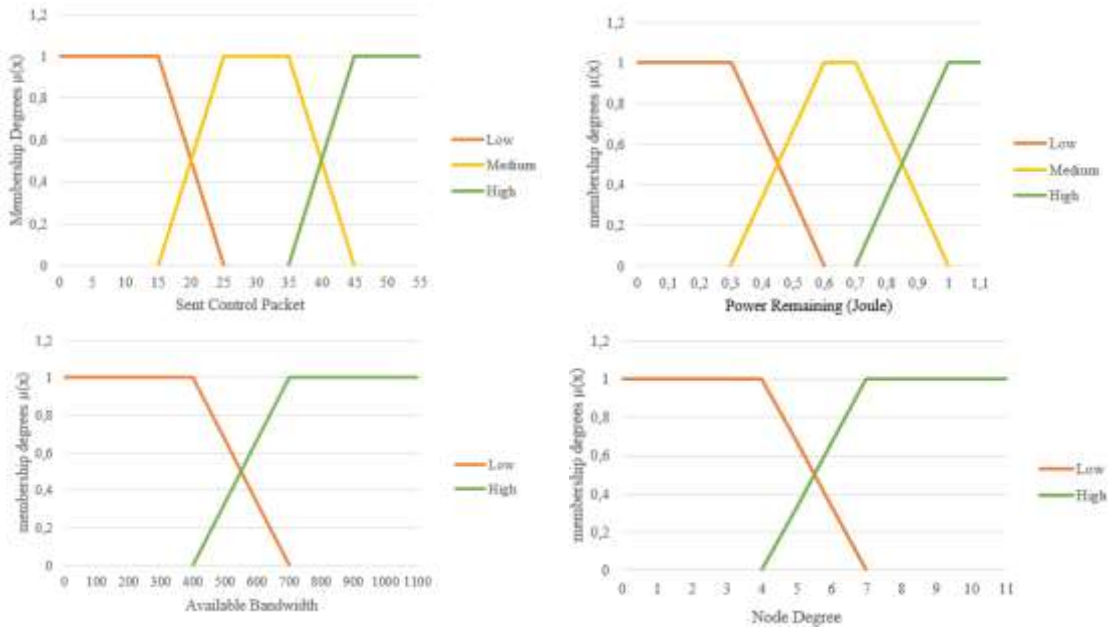 1,2
1
0,8
0,6
0,4
0,2
0
Membership Degrees μ(x)
0 5 10 15 20 25 30 35 40 45 50 55
Sent Control Packet
Low
Medium
High
1,2
1
0,8
0,6
0,4
0,2
0
membership degrees μ(x)
0 0,1 0,2 0,3 0,4 0,5 0,6 0,7 0,8 0,9 1 1,1
Power Remaining (Joule)
Low
Medium
High
1,2
1
0,8
0,6
0,4
0,2
0
membership degrees μ(x)
0 100 200 300 400 500 600 700 800 900 1000 1100
Available Bandwidth
Low
High
1,2
1
0,8
0,6
0,4
0,2
0
membership degrees μ(x)
0 1 2 3 4 5 6 7 8 9 10 11
Node Degree
Low
High